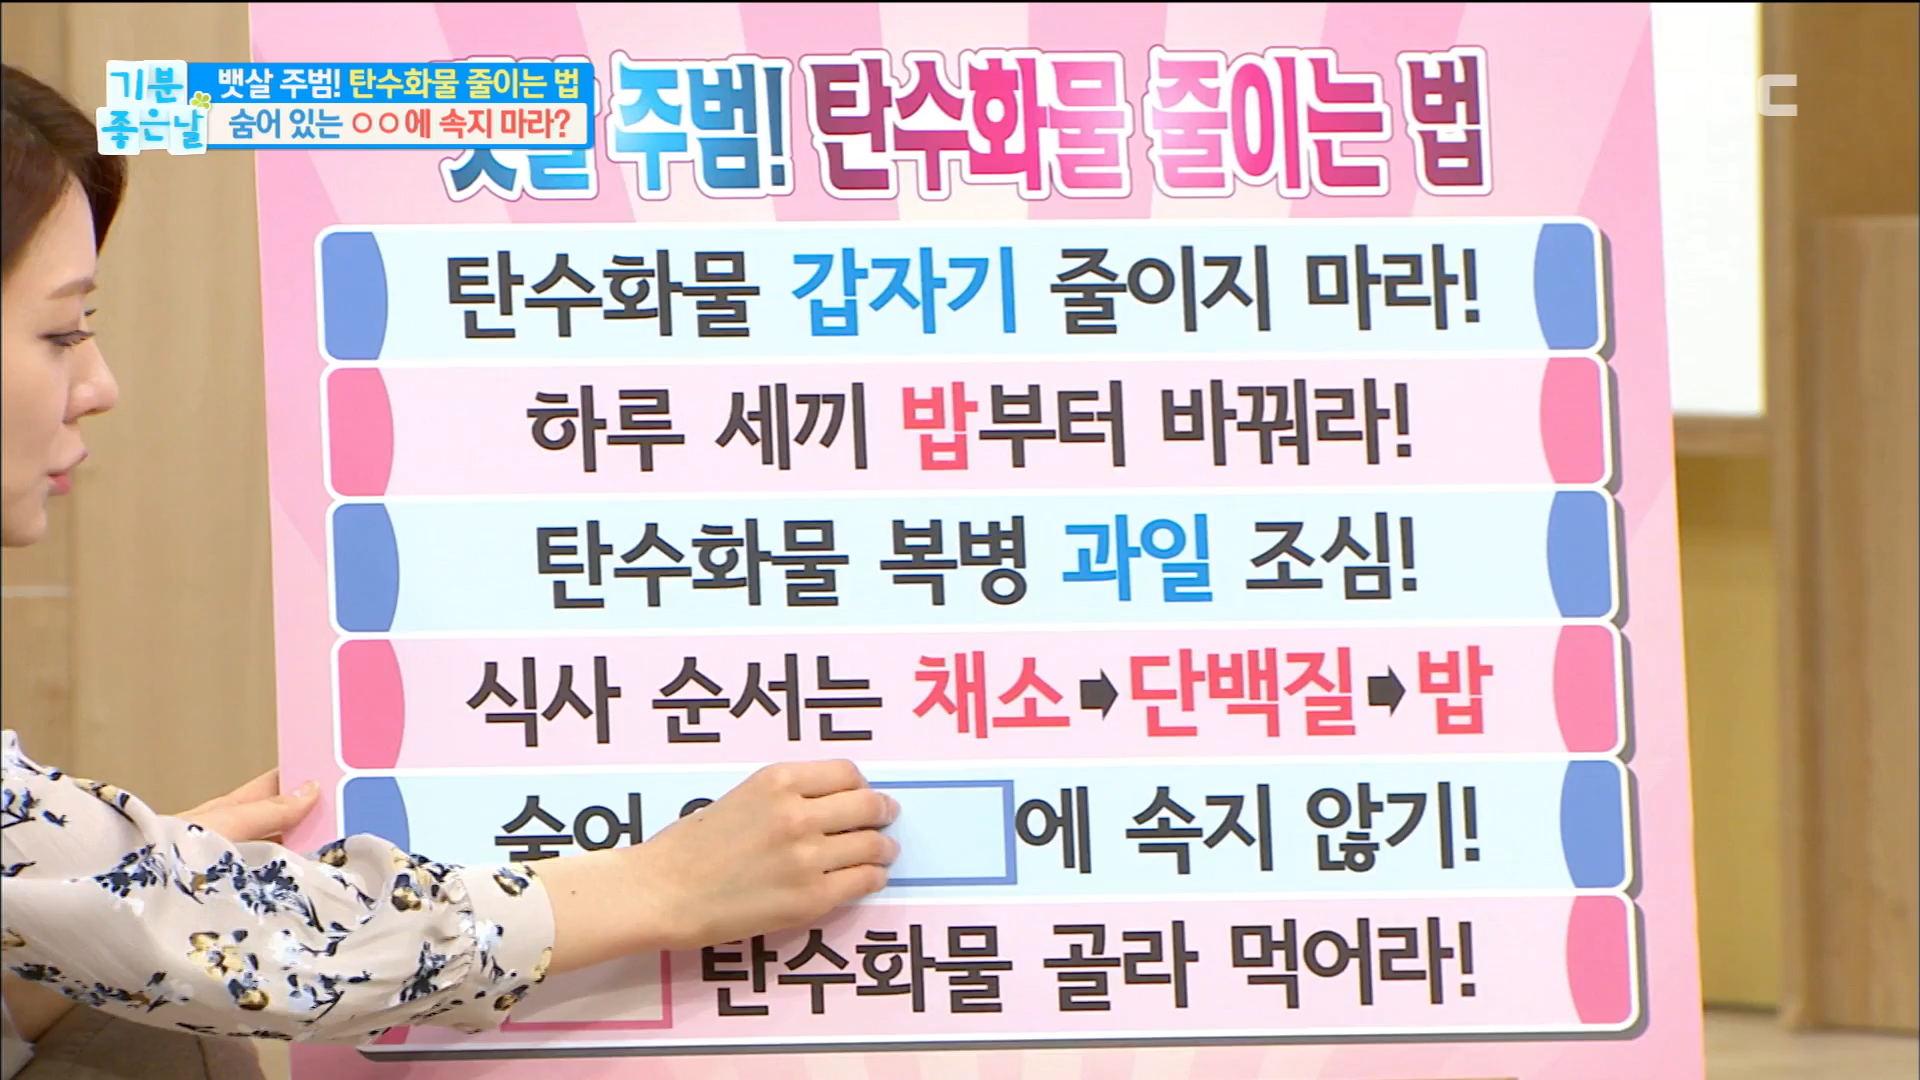 기분
좋은날
뱃살 주범! 탄수화물 줄이는 법
숨어 있는 ○○에 속지 마라?
주범! 탄수화물 줄이는 법
탄수화물 갑자기 줄이지 마라!
하루 세끼 밥부터 바꿔라!
탄수화물 복병 과일 조심!
식사 순서는 채소➡단백질➡밥
숨어 에 속지 않기!
탄수화물 골라 먹어라!